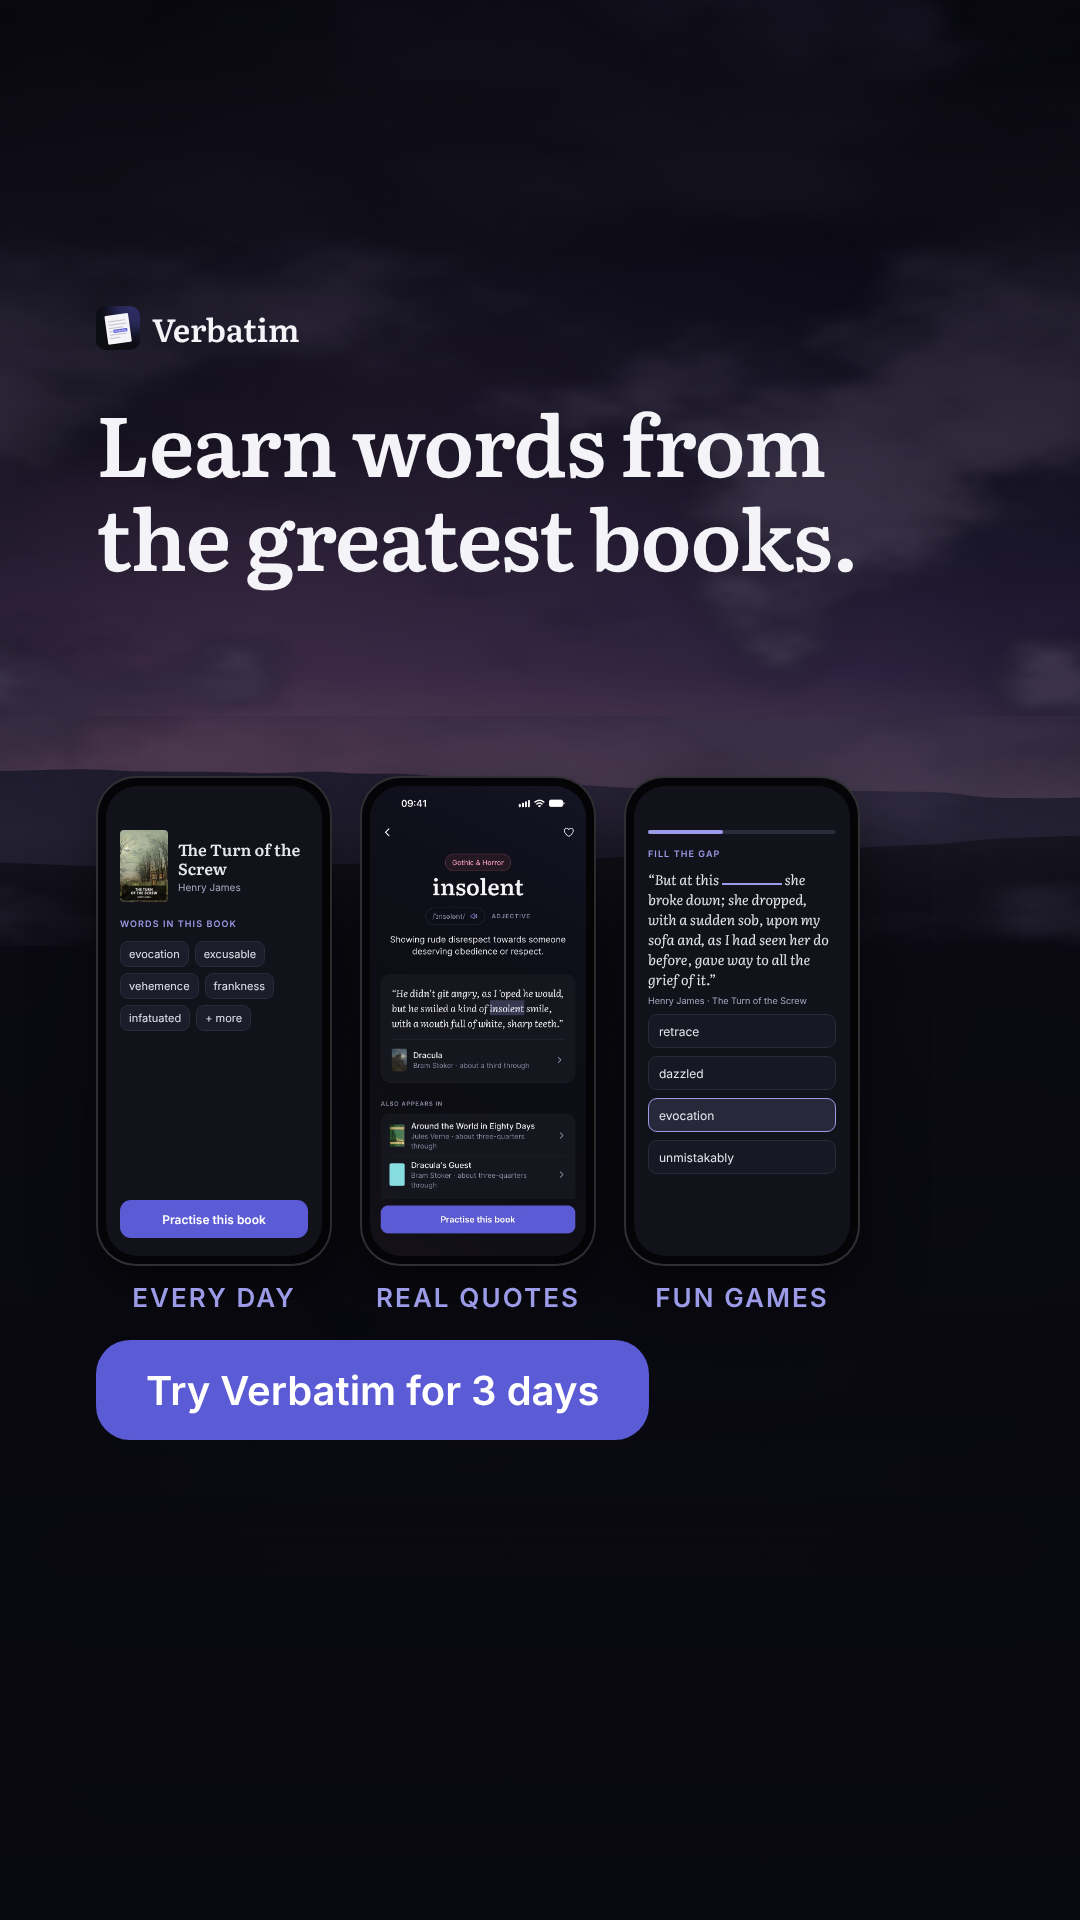 Verbatim
Learn words from
the greatest books.
The Turn of the
Screw
Henry James
WORDS IN THIS BOOK
evocation
excusable
vehemence
frankness
infatuated
+ more
Practise this book
EVERY DAY
09:41
Gothic & Horror
insolent
/ˈɪnsələnt/
ADJECTIVE
Showing rude disrespect towards someone
deserving obedience or respect.
“He didn’t git angry, as I ’oped he would,
but he smiled a kind of insolent smile,
with a mouth full of white, sharp teeth.”
Dracula
Bram Stoker · about a third through
ALSO APPEARS IN
Around the World in Eighty Days
Jules Verne · about three-quarters
through
Dracula’s Guest
Bram Stoker · about three-quarters
through
Practise this book
REAL QUOTES
FILL THE GAP
“But at this ________ she
broke down; she dropped,
with a sudden sob, upon my
sofa and, as I had seen her do
before, gave way to all the
grief of it.”
Henry James · The Turn of the Screw
retrace
dazzled
evocation
unmistakably
FUN GAMES
Try Verbatim for 3 days